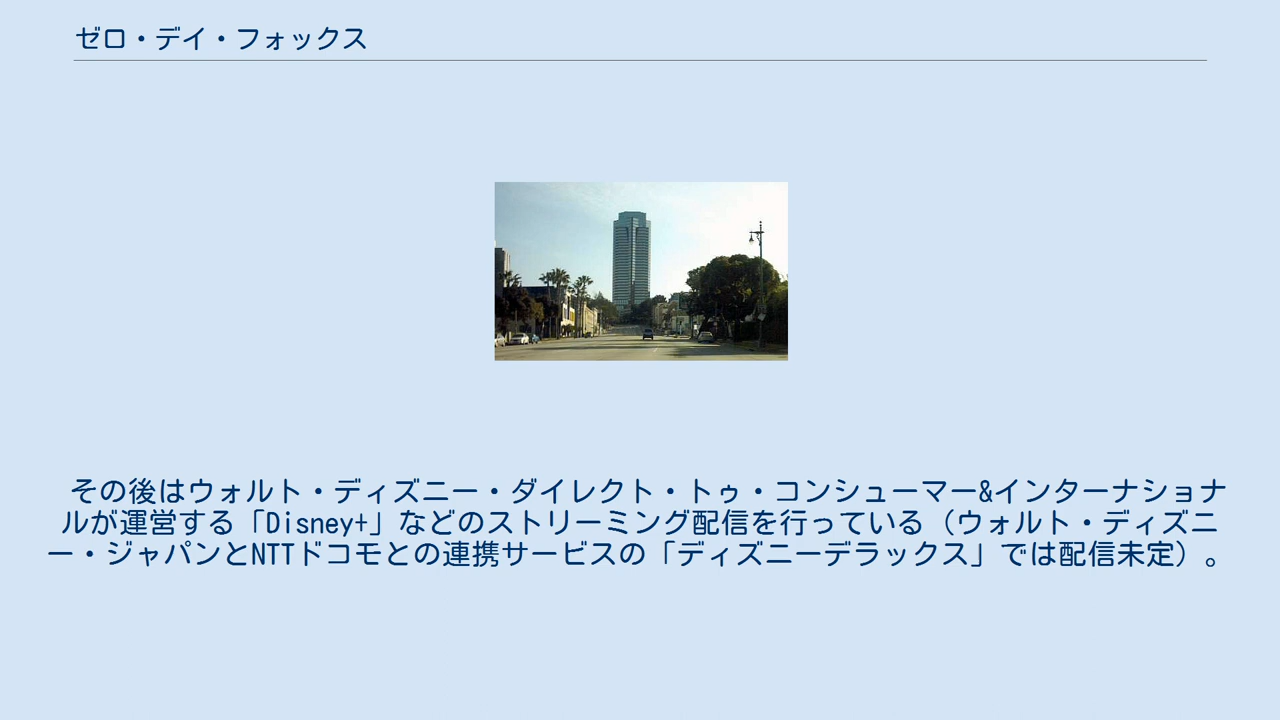 ゼロ・デイ・フォックス
その後はウォルト・ディズニー・ダイレクト・トゥ・コンシューマー&インターナショナ
ルが運営する「Disney+」などのストリーミング配信を行っている（ウォルト・ディズニ
ー・ジャパンとNTTドコモとの連携サービスの「ディズニーデラックス」では配信未定）。